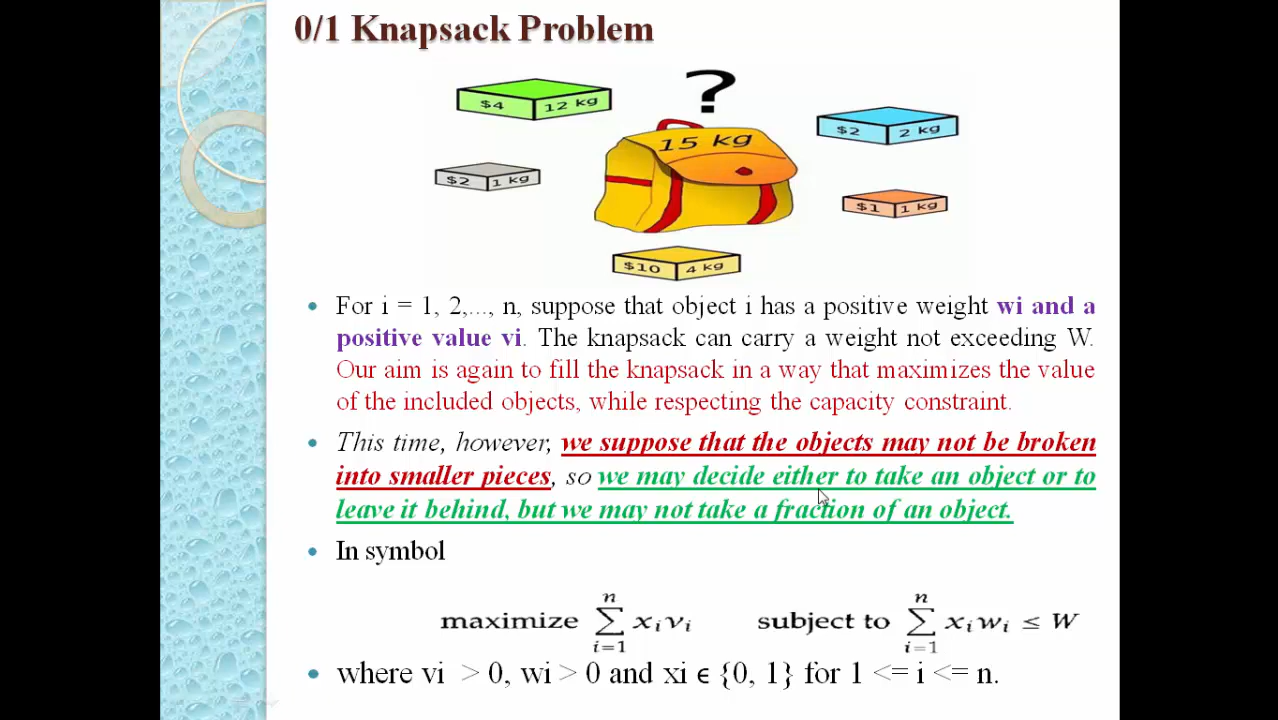 0/1 Knapsack Problem
?
$4 12 kg
15 kg
$2 2 kg
$2 1 kg
$1 1 kg
$10 4 kg
• For i = 1, 2,..., n, suppose that object i has a positive weight wi and a
positive value vi. The knapsack can carry a weight not exceeding W.
Our aim is again to fill the knapsack in a way that maximizes the value
of the included objects, while respecting the capacity constraint.
• This time, however, we suppose that the objects may not be broken
into smaller pieces, so we may decide either to take an object or to
leave it behind, but we may not take a fraction of an object.
• In symbol
maximize ∑ⁿᵢ₌₁ xᵢvᵢ subject to ∑ⁿᵢ₌₁ xᵢwᵢ ≤ W
• where vi > 0, wi > 0 and xi ϵ {0, 1} for 1 <= i <= n.